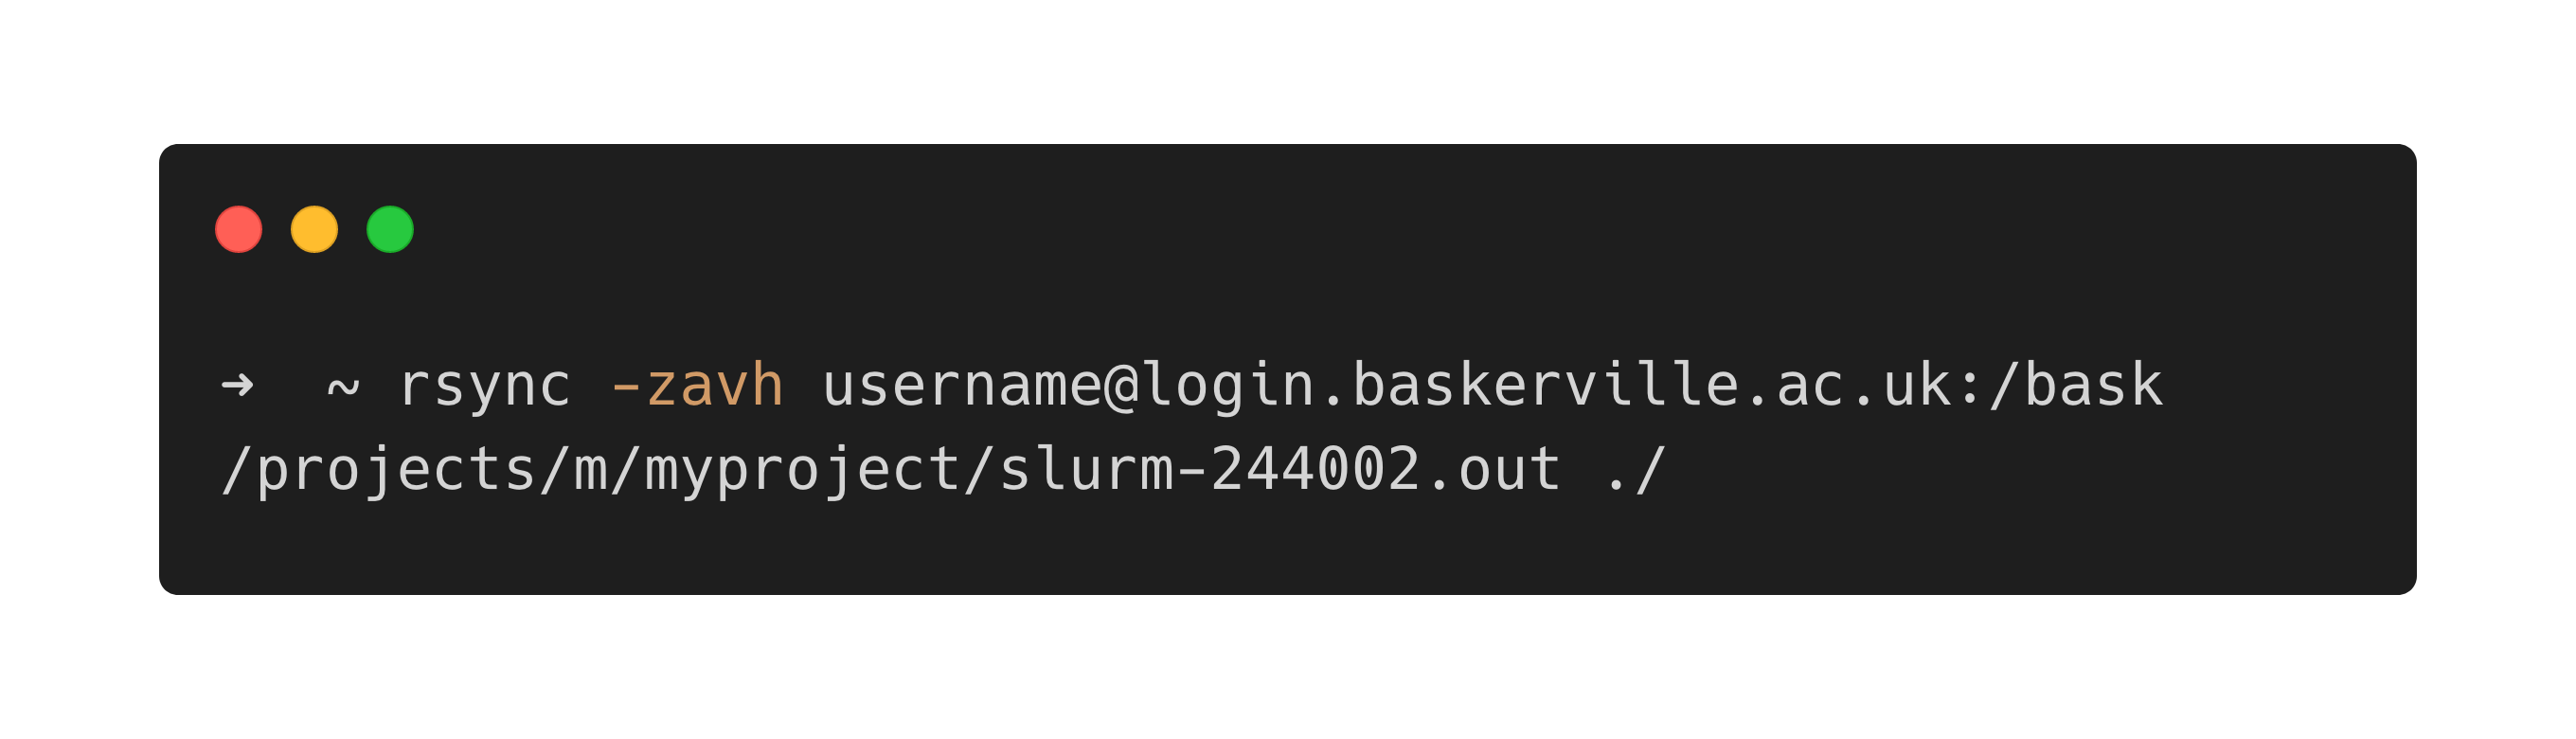 ➜  ~ rsync -zavh username@login.baskerville.ac.uk:/bask
/projects/m/myproject/slurm-244002.out ./